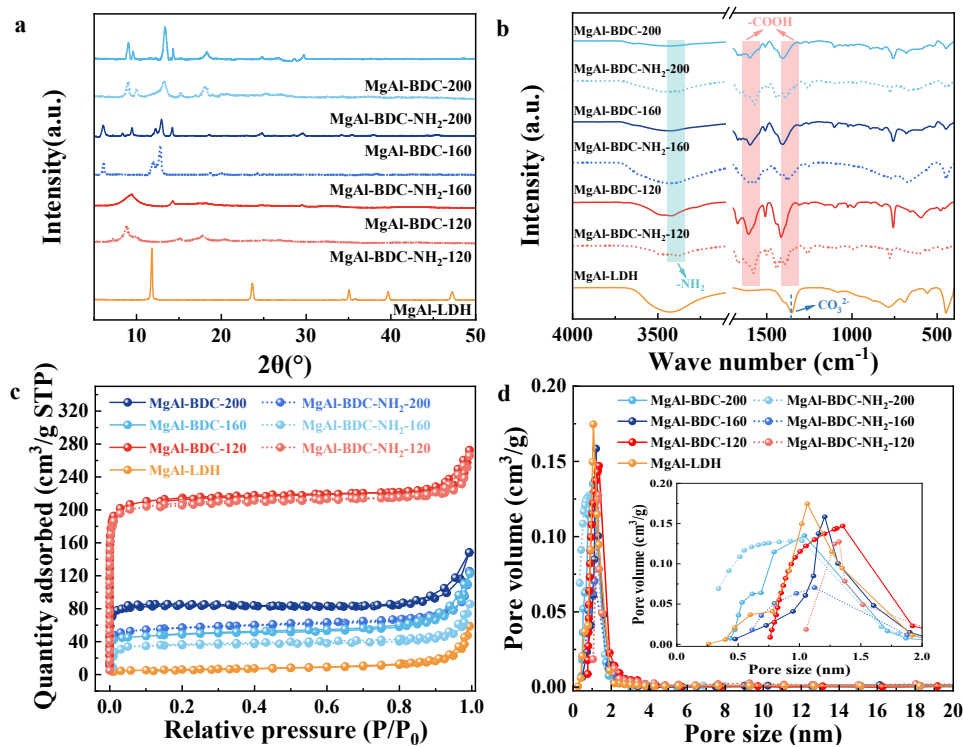 a
Intensity(a.u.)
MgAl-BDC-200
MgAl-BDC-NH₂-200
MgAl-BDC-160
MgAl-BDC-NH₂-160
MgAl-BDC-120
MgAl-BDC-NH₂-120
MgAl-LDH
10 20 30 40 50
2θ(°)
b
Intensity (a.u.)
-COOH
MgAl-BDC-200
MgAl-BDC-NH₂-200
MgAl-BDC-160
MgAl-BDC-NH₂-160
MgAl-BDC-120
MgAl-BDC-NH₂-120
-NH₂
MgAl-LDH
CO₃²⁻
4000 3500 1500 1000 500
Wave number (cm⁻¹)
c
Quantity adsorbed (cm³/g STP)
360
320
280
240
200
160
120
80
40
0
MgAl-BDC-200 MgAl-BDC-NH₂-200
MgAl-BDC-160 MgAl-BDC-NH₂-160
MgAl-BDC-120 MgAl-BDC-NH₂-120
MgAl-LDH
0.0 0.2 0.4 0.6 0.8 1.0
Relative pressure (P/P₀)
d
Pore volume (cm³/g)
0.20
0.15
0.10
0.05
0.00
MgAl-BDC-200 MgAl-BDC-NH₂-200
MgAl-BDC-160 MgAl-BDC-NH₂-160
MgAl-BDC-120 MgAl-BDC-NH₂-120
MgAl-LDH
Pore volume (cm³/g)
0.20
0.15
0.10
0.05
0.00
0.0 0.5 1.0 1.5 2.0
Pore size (nm)
0 2 4 6 8 10 12 14 16 18 20
Pore size (nm)